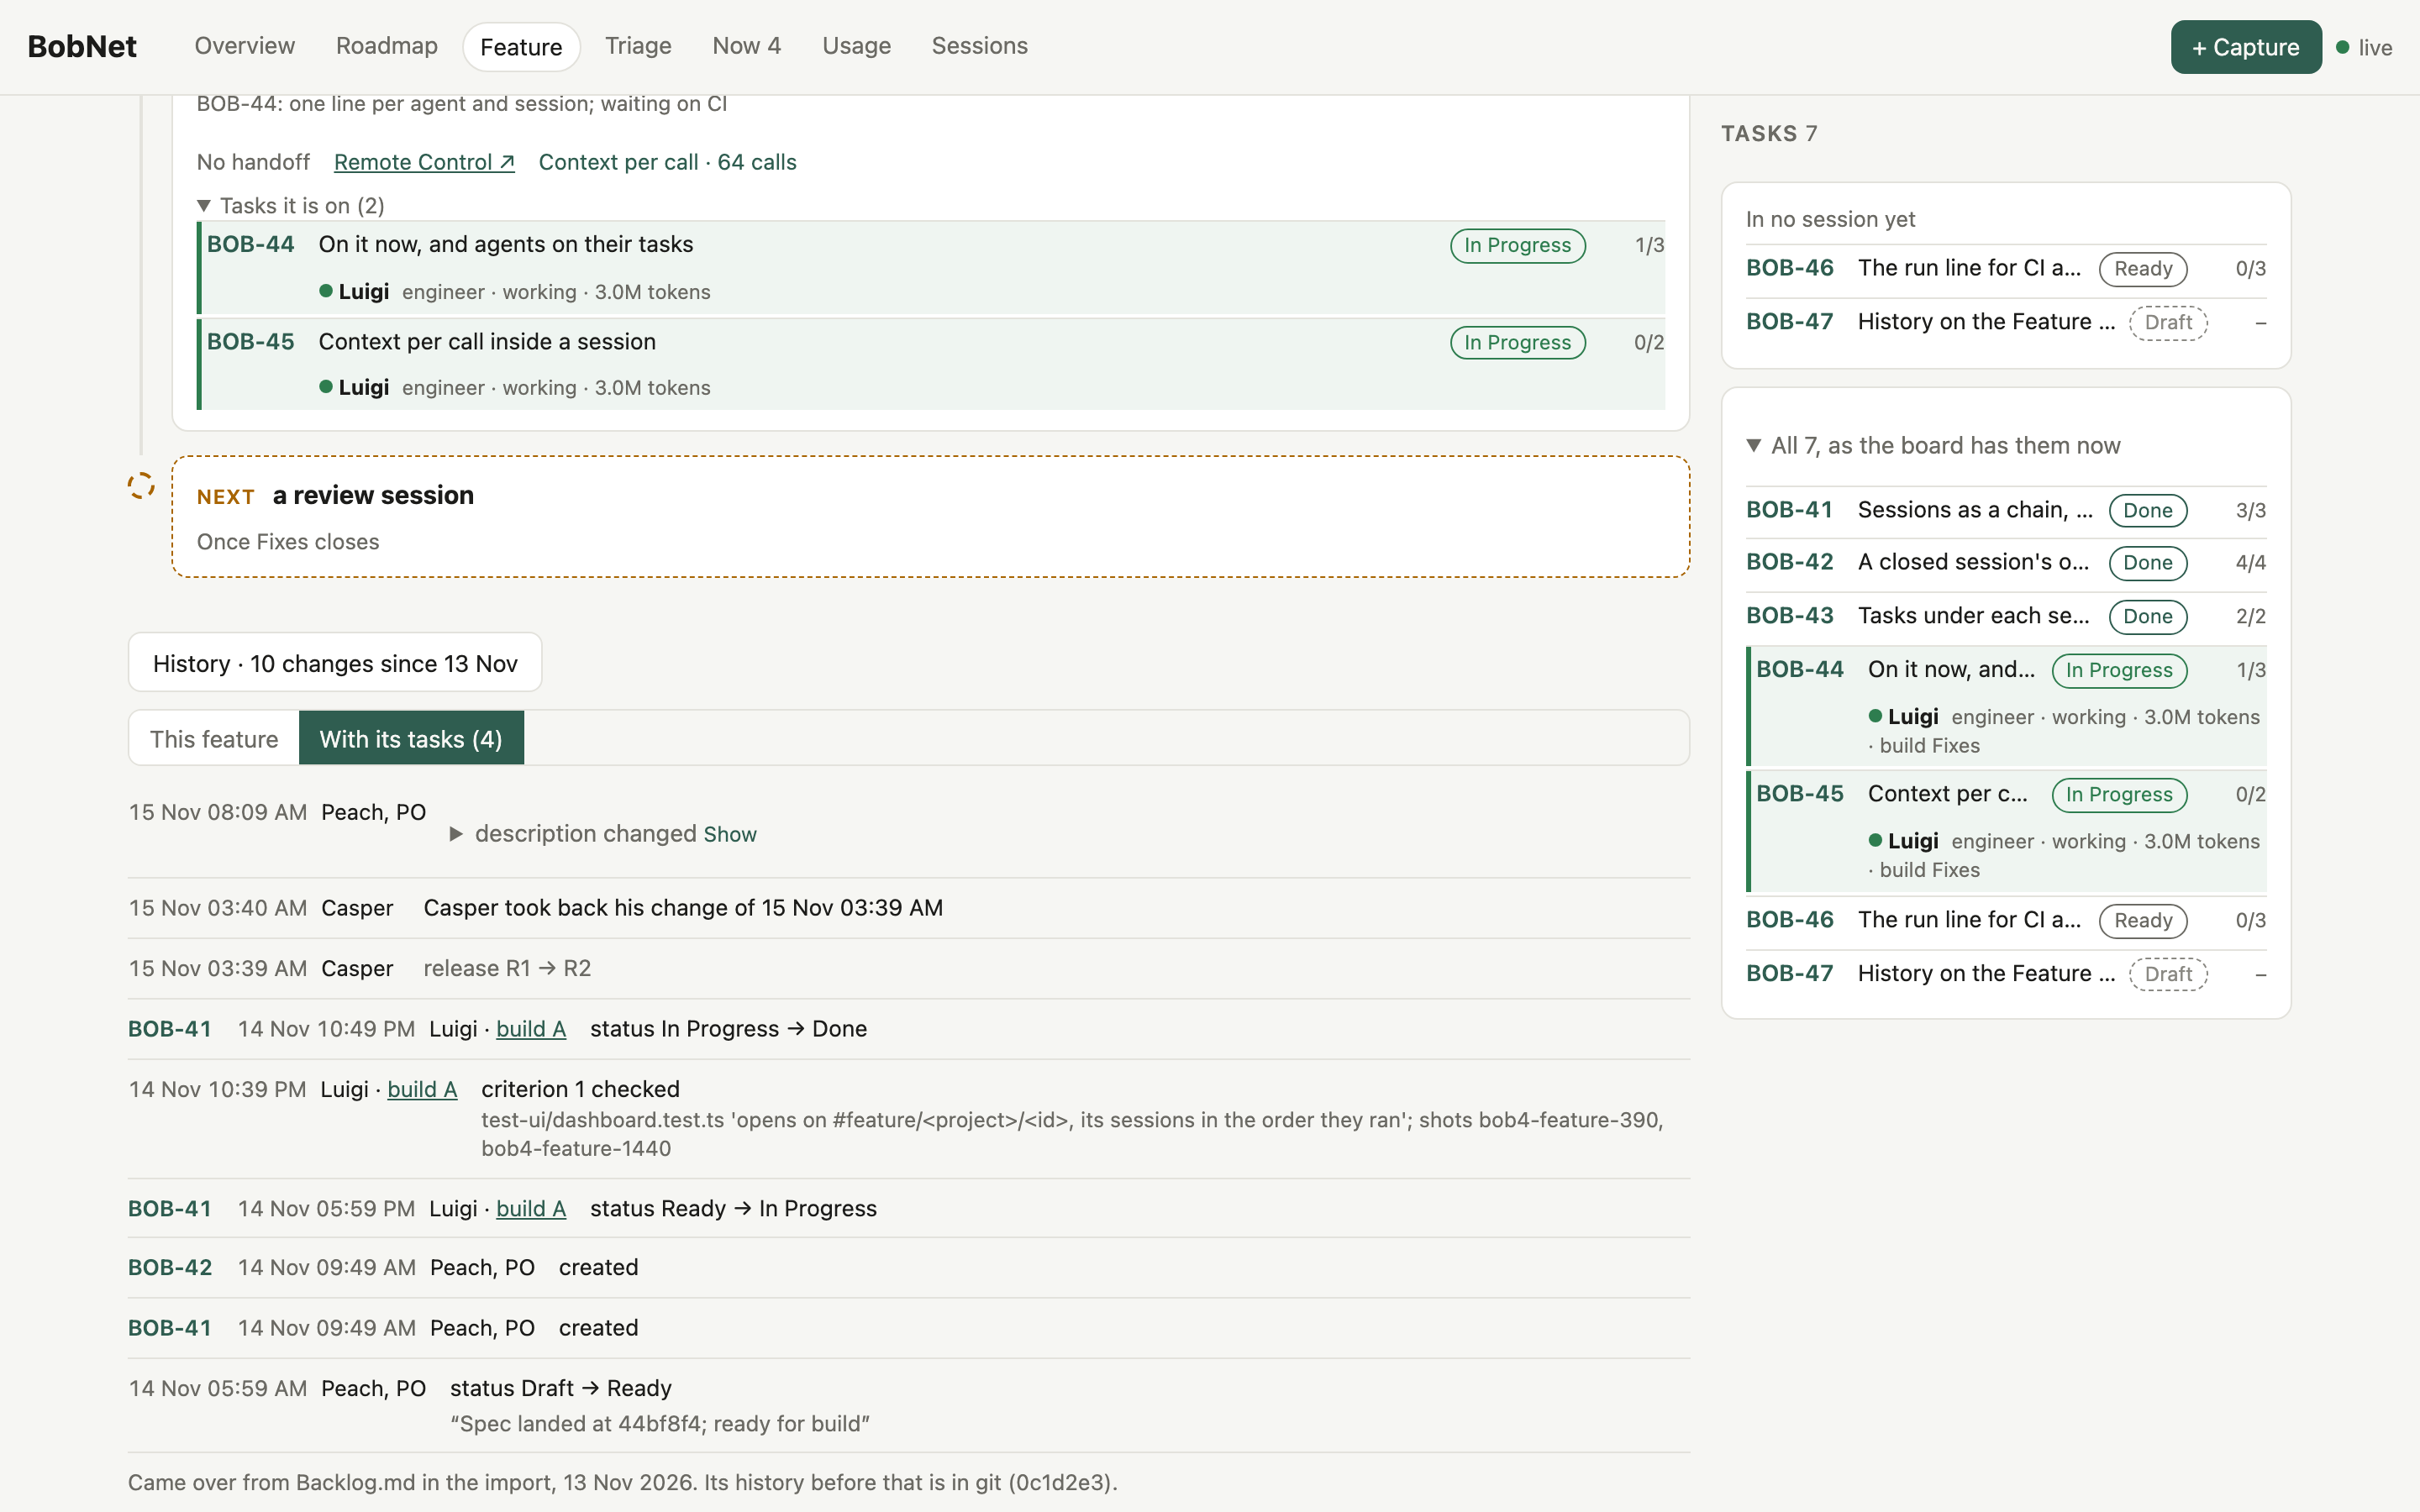 BobNet Overview Roadmap Feature Triage Now 4 Usage Sessions + Capture live
BOB-44: one line per agent and session; waiting on CI
No handoff Remote Control ↗ Context per call · 64 calls
▼ Tasks it is on (2)
BOB-44 On it now, and agents on their tasks In Progress 1/3
Luigi engineer · working · 3.0M tokens
BOB-45 Context per call inside a session In Progress 0/2
Luigi engineer · working · 3.0M tokens
NEXT a review session
Once Fixes closes
History · 10 changes since 13 Nov
This feature With its tasks (4)
15 Nov 08:09 AM Peach, PO
▶ description changed Show
15 Nov 03:40 AM Casper Casper took back his change of 15 Nov 03:39 AM
15 Nov 03:39 AM Casper release R1 → R2
BOB-41 14 Nov 10:49 PM Luigi · build A status In Progress → Done
14 Nov 10:39 PM Luigi · build A criterion 1 checked
test-ui/dashboard.test.ts 'opens on #feature/<project>/<id>, its sessions in the order they ran'; shots bob4-feature-390,
bob4-feature-1440
BOB-41 14 Nov 05:59 PM Luigi · build A status Ready → In Progress
BOB-42 14 Nov 09:49 AM Peach, PO created
BOB-41 14 Nov 09:49 AM Peach, PO created
14 Nov 05:59 AM Peach, PO status Draft → Ready
“Spec landed at 44bf8f4; ready for build”
Came over from Backlog.md in the import, 13 Nov 2026. Its history before that is in git (0c1d2e3).
TASKS 7
In no session yet
BOB-46 The run line for CI a... Ready 0/3
BOB-47 History on the Feature ... Draft –
▼ All 7, as the board has them now
BOB-41 Sessions as a chain, ... Done 3/3
BOB-42 A closed session's o... Done 4/4
BOB-43 Tasks under each se... Done 2/2
BOB-44 On it now, and... In Progress 1/3
Luigi engineer · working · 3.0M tokens
· build Fixes
BOB-45 Context per c... In Progress 0/2
Luigi engineer · working · 3.0M tokens
· build Fixes
BOB-46 The run line for CI a... Ready 0/3
BOB-47 History on the Feature ... Draft –